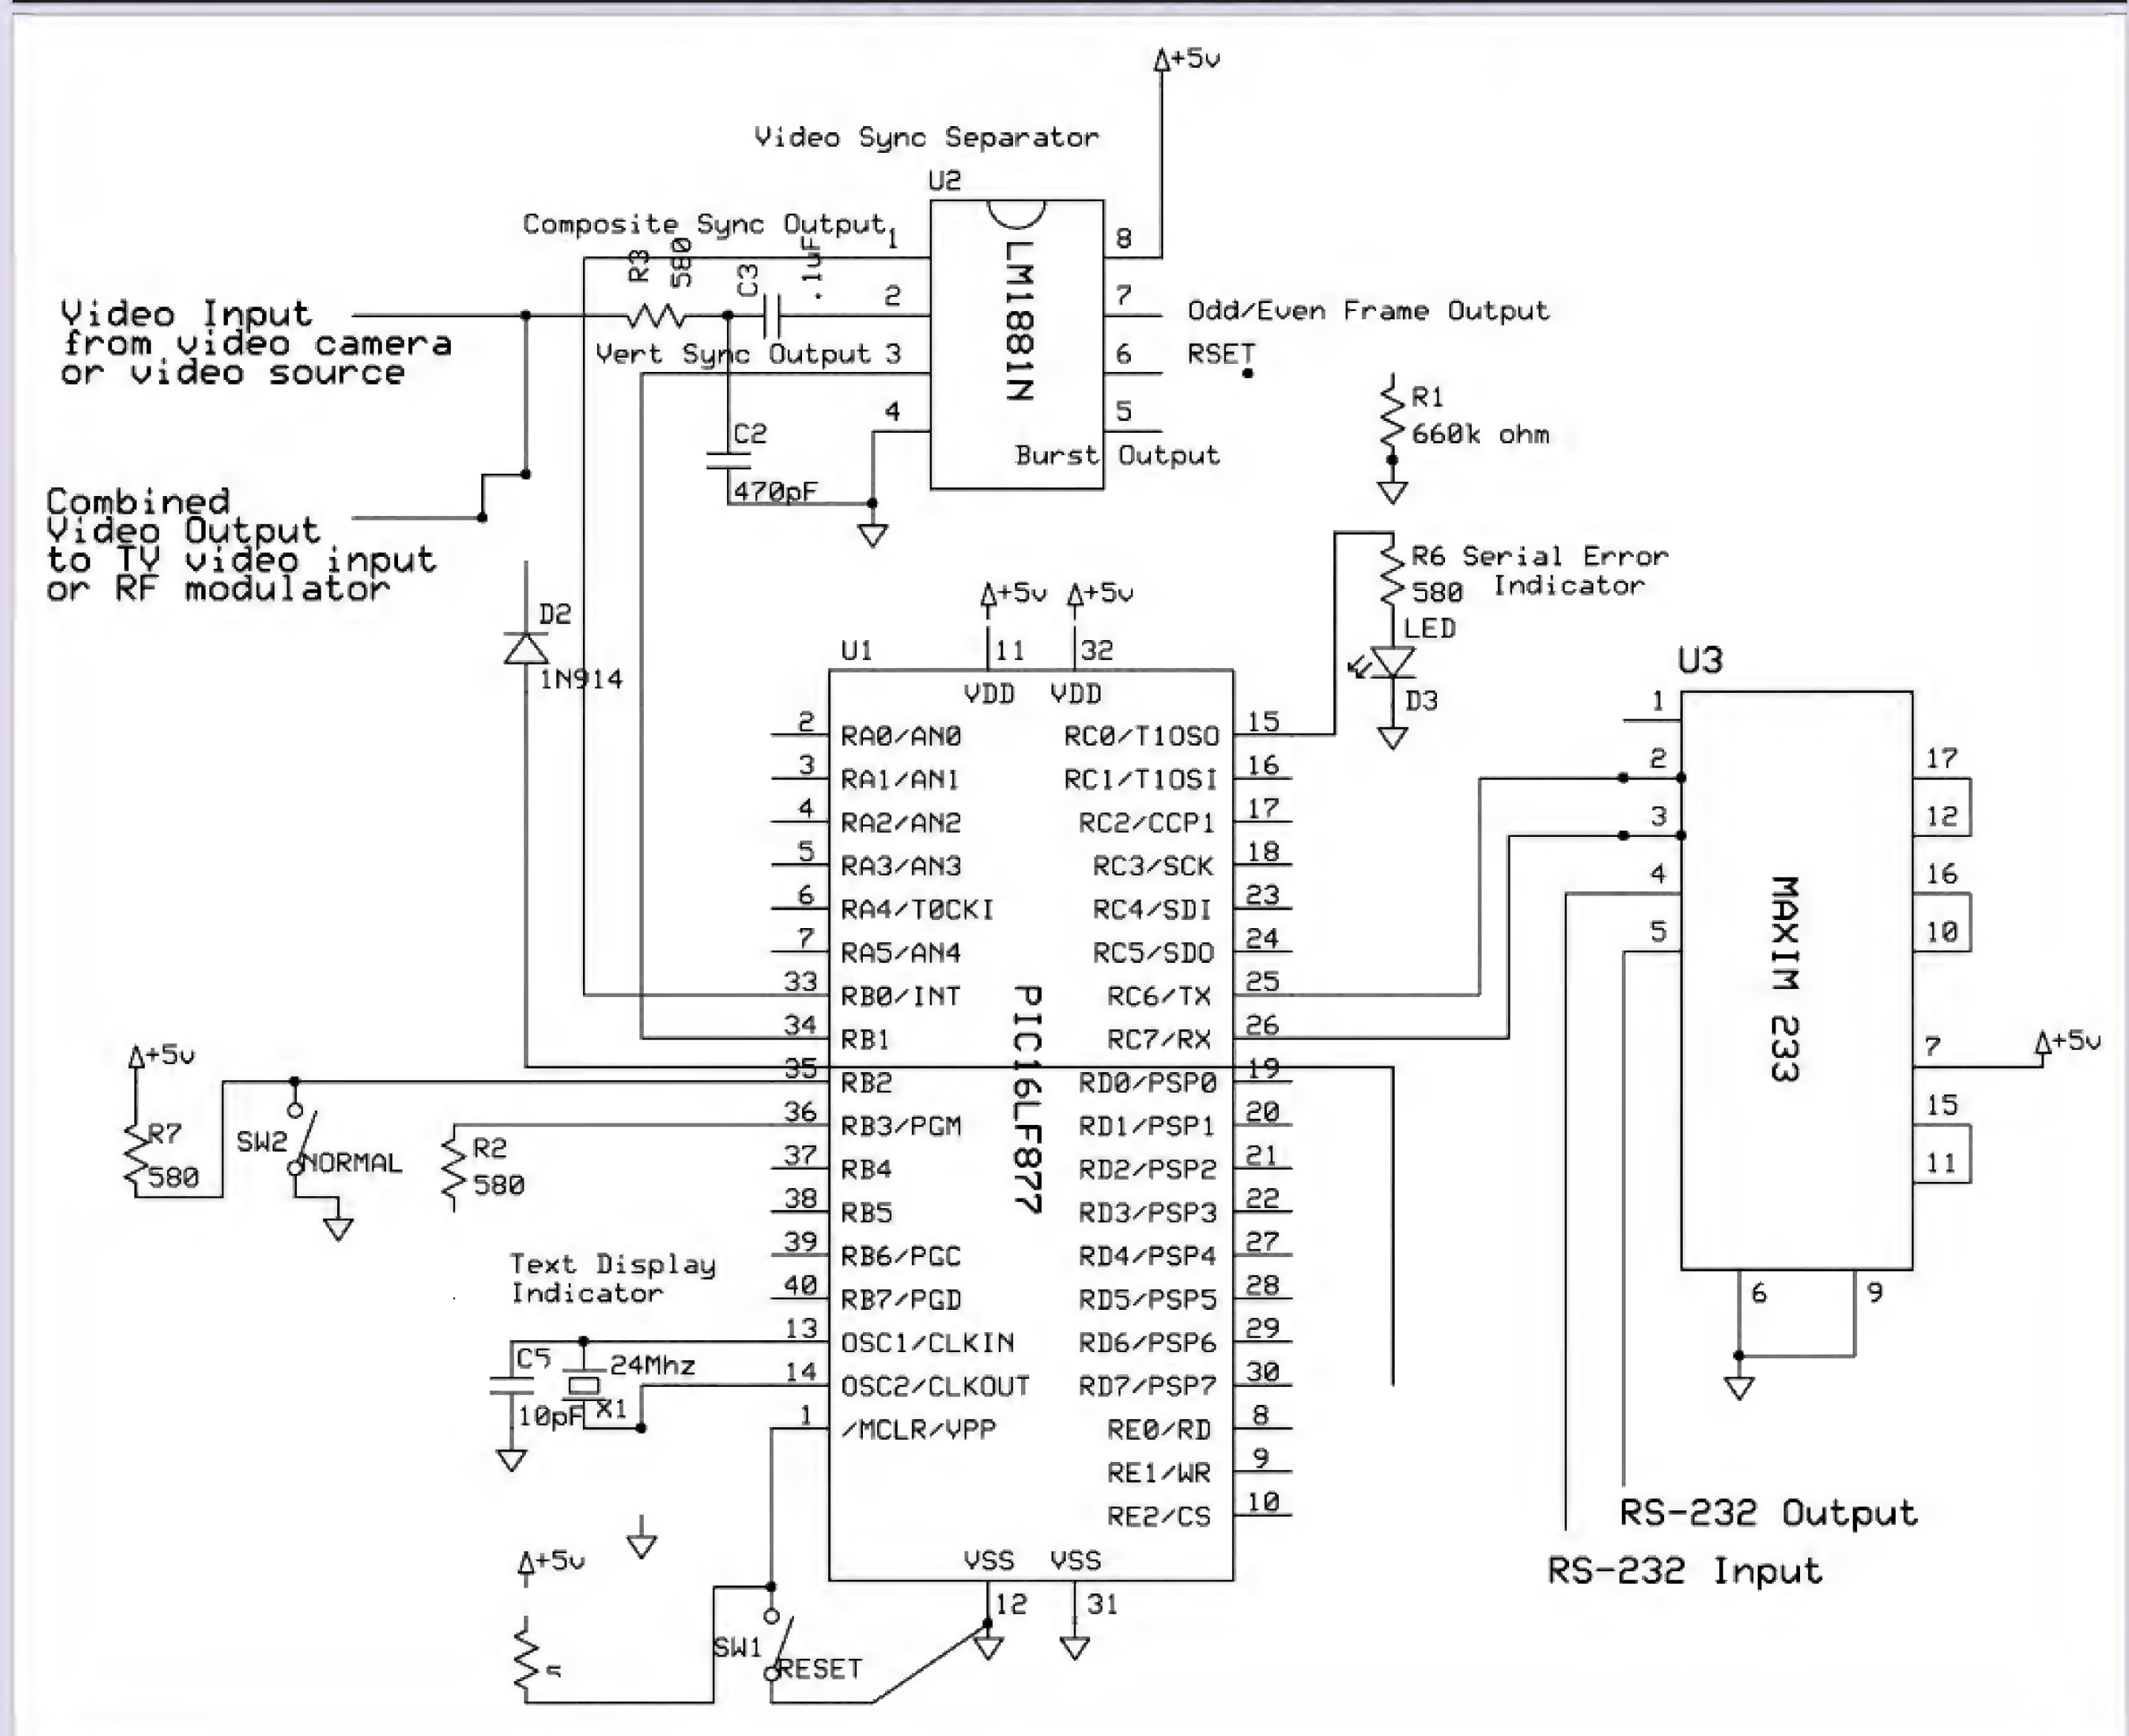 +5v
Video Sync Separator
U2
Composite Sync Output
1
8
R3
580
C3
.1uF
2
7
Odd/Even Frame Output
Video Input
from video camera
or video source
Vert Sync Output
3
6
RSET
4
5
Burst Output
LM1881N
C2
470pF
R1
660k ohm
Combined
Video Output
to TV video input
or RF modulator
R6 Serial Error
580 Indicator
LED
D3
D2
1N914
+5v
+5v
U1
11
32
VDD VDD
2 RA0/AN0
RC0/T1OSO 15
3 RA1/AN1
RC1/T1OSI 16
4 RA2/AN2
RC2/CCP1 17
5 RA3/AN3
RC3/SCK 18
6 RA4/T0CKI
RC4/SDI 23
7 RA5/AN4
RC5/SDO 24
33 RB0/INT
RC6/TX 25
34 RB1
RC7/RX 26
35 RB2
RD0/PSP0 19
36 RB3/PGM
RD1/PSP1 20
37 RB4
RD2/PSP2 21
38 RB5
RD3/PSP3 22
39 RB6/PGC
RD4/PSP4 27
40 RB7/PGD
RD5/PSP5 28
13 OSC1/CLKIN
RD6/PSP6 29
14 OSC2/CLKOUT
RD7/PSP7 30
1 /MCLR/VPP
RE0/RD 8
RE1/WR 9
RE2/CS 10
PIC16LF877
VSS VSS
12
31
U3
1
2
3
4
5
17
12
16
10
7
+5v
15
11
6
9
MAXIM 233
RS-232 Output
RS-232 Input
+5v
R7
580
SW2
NORMAL
R2
580
Text Display
Indicator
C5
10pF
24Mhz
X1
+5v
SW1
RESET